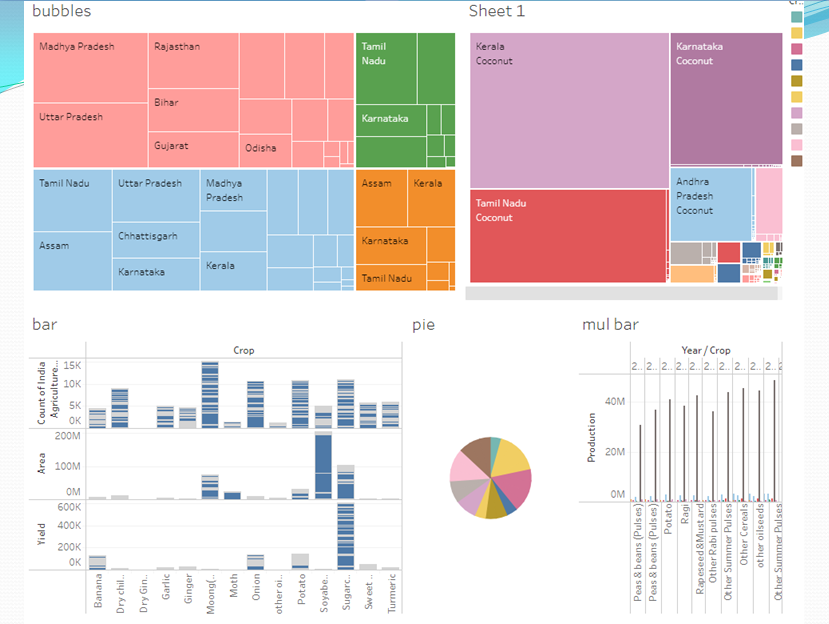 bubbles
Madhya Pradesh
Rajasthan
Tamil
Nadu
Bihar
Uttar Pradesh
Karnataka
Gujarat
Odisha
Tamil Nadu
Uttar Pradesh
Madhya
Pradesh
Assam
Kerala
Chhattisgarh
Karnataka
Assam
Kerala
Karnataka
Tamil Nadu
Sheet 1
Kerala
Coconut
Karnataka
Coconut
Andhra
Pradesh
Coconut
Tamil Nadu
Coconut
bar
Crop
Count of India
Agriculture...
15K
10K
5K
0K
Area
200M
100M
0M
Yield
600K
400K
200K
0K
Banana
Dry chil..
Dry Gin..
Garlic
Ginger
Moong(..
Moth
Onion
other oi..
Potato
Soyabe..
Sugarc..
Sweet ..
Turmeric
pie
mul bar
Year / Crop
2.. 2.. 2.. 2.. 2.. 2.. 2.. 2.. 2.. 2..
Production
40M
20M
0M
Peas & beans (Pulses)
Peas & beans (Pulses)
Potato
Ragi
Rapeseed &Mustard
Other Rabi pulses
Other Summer Pulses
Other Cereals
other oilseeds
Other Summer Pulses